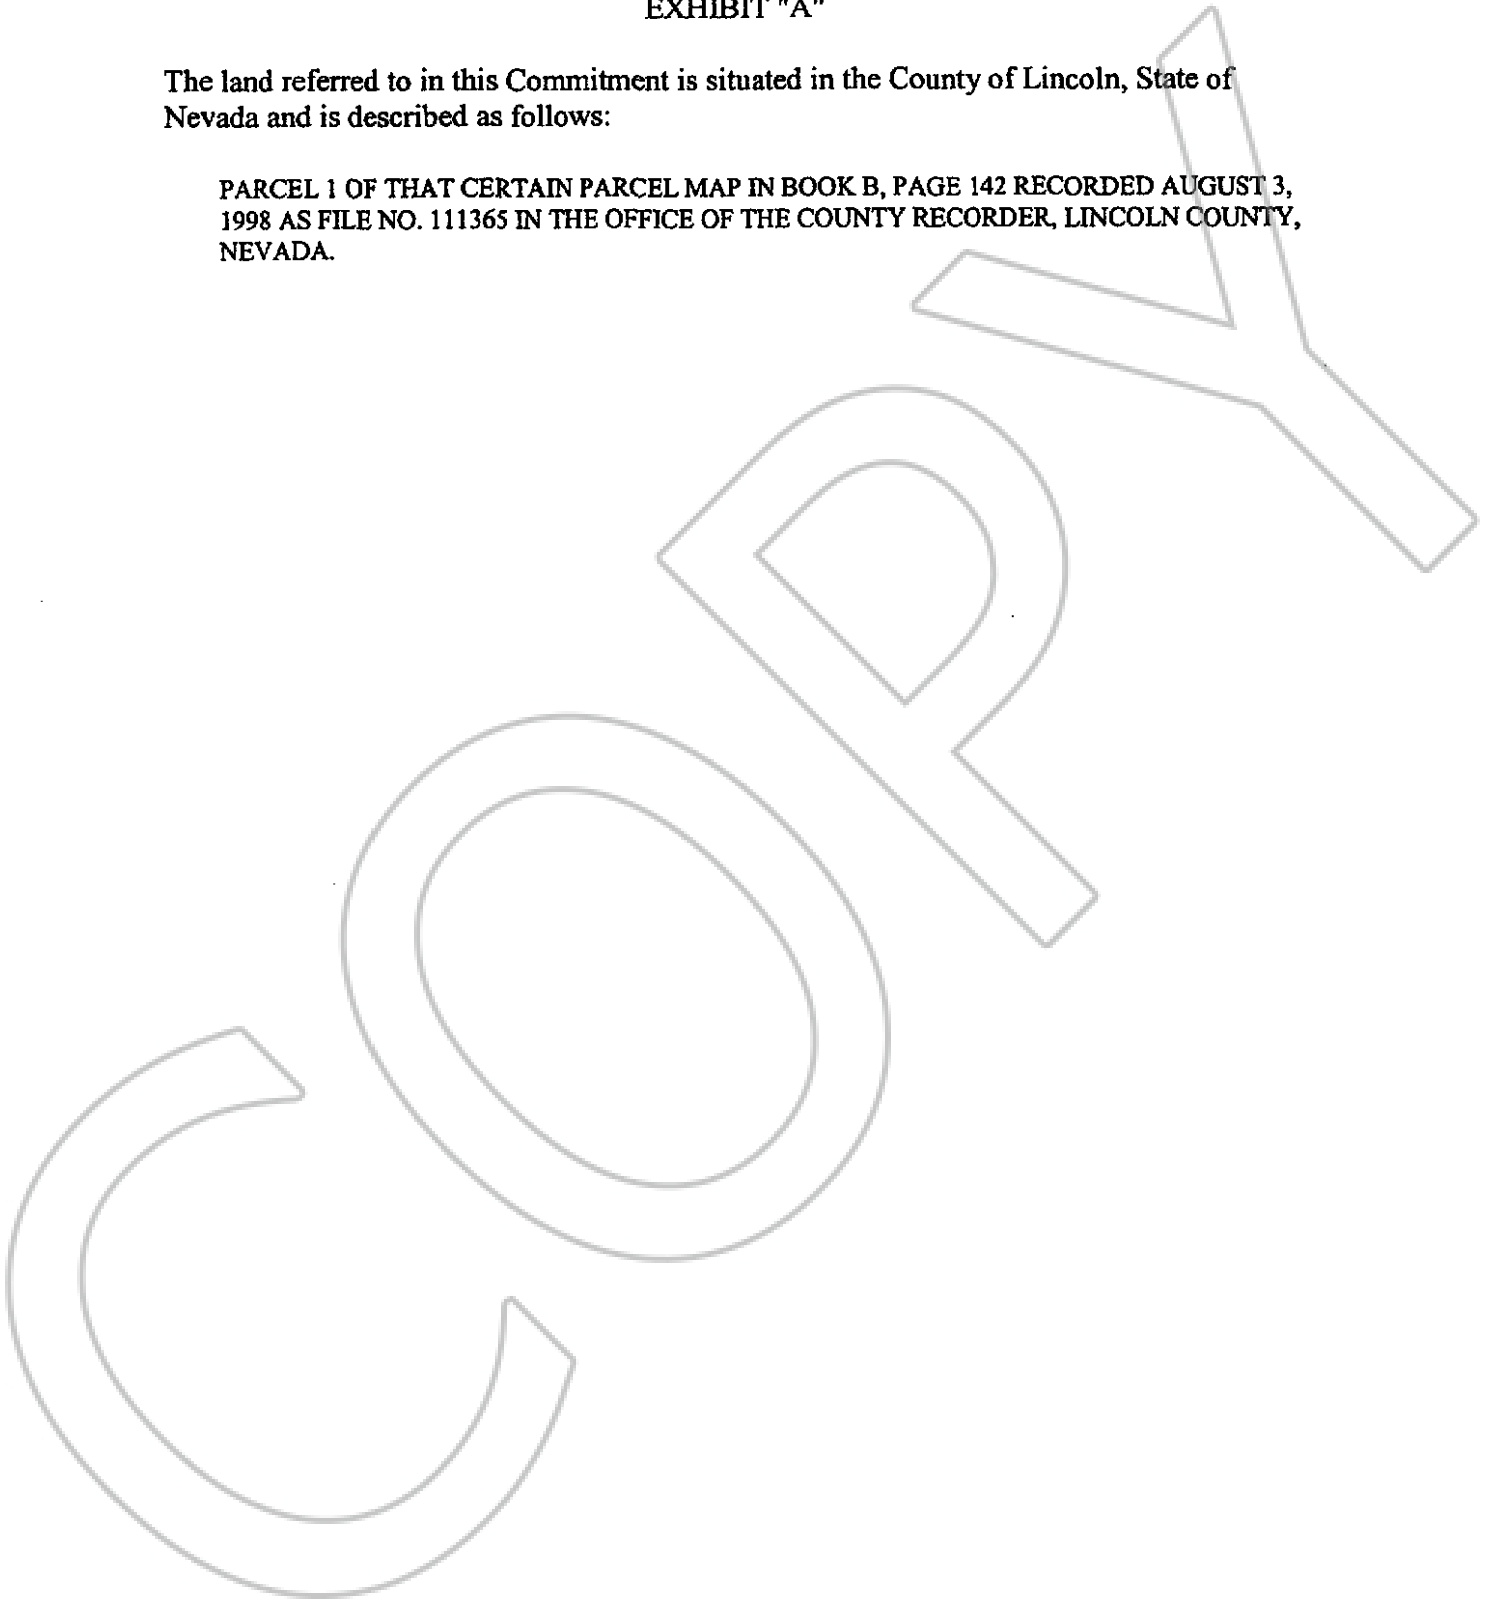 EXHIBIT "A"
The land referred to in this Commitment is situated in the County of Lincoln, State of
Nevada and is described as follows:
PARCEL 1 OF THAT CERTAIN PARCEL MAP IN BOOK B, PAGE 142 RECORDED AUGUST 3,
1998 AS FILE NO. 111365 IN THE OFFICE OF THE COUNTY RECORDER, LINCOLN COUNTY,
NEVADA.
COPY